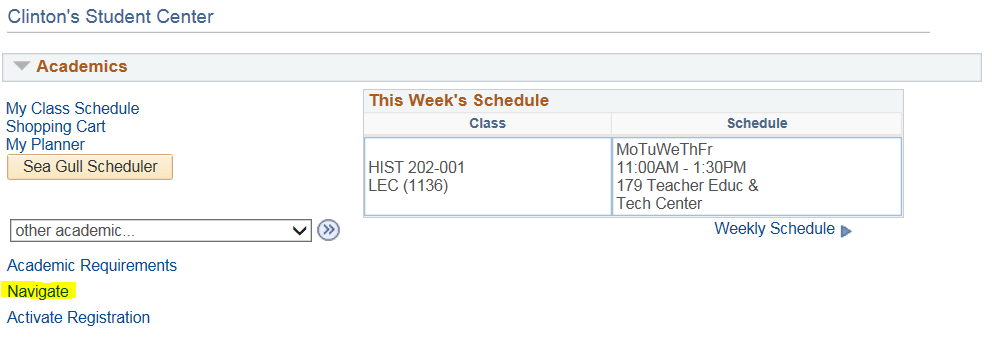 Clinton's Student Center
Academics
My Class Schedule
Shopping Cart
My Planner
Sea Gull Scheduler
other academic...
Academic Requirements
Navigate
Activate Registration
This Week's Schedule
Class
Schedule
HIST 202-001
LEC (1136)
MoTuWeThFr
11:00AM - 1:30PM
179 Teacher Educ &
Tech Center
Weekly Schedule